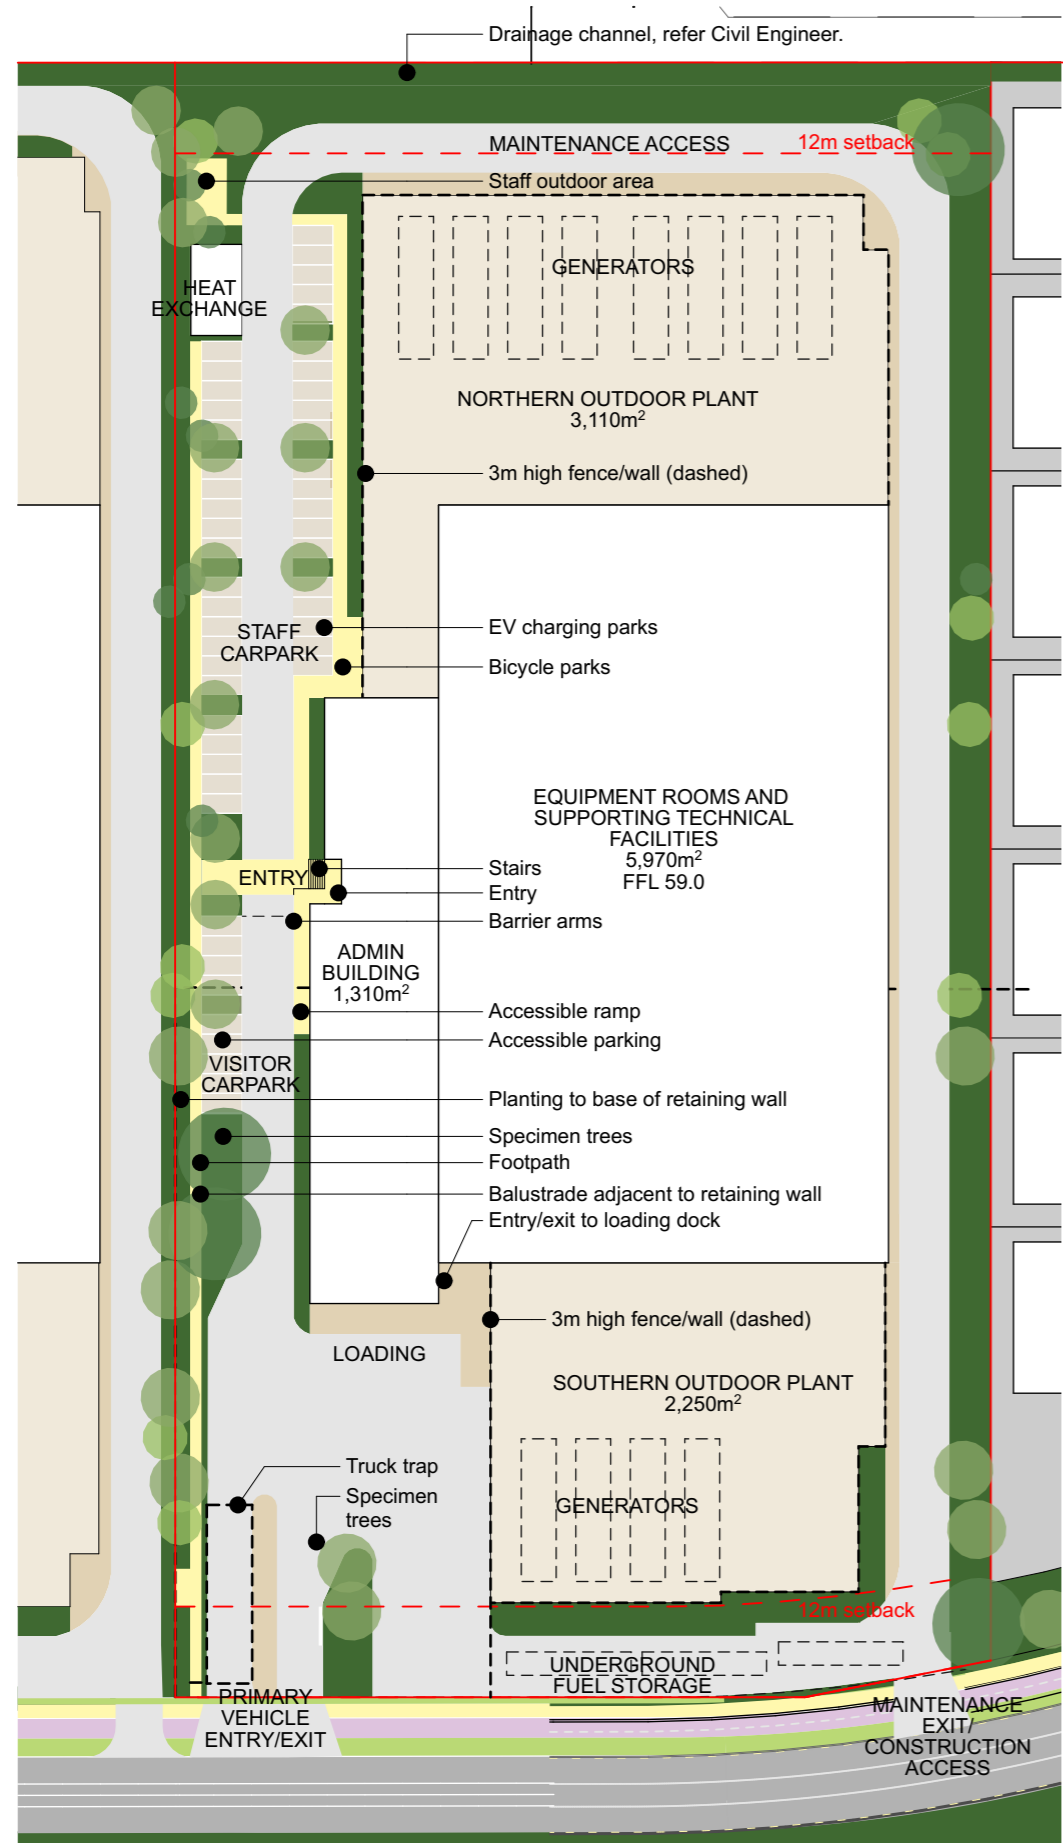 Drainage channel, refer Civil Engineer.
MAINTENANCE ACCESS
12m setback
Staff outdoor area
GENERATORS
HEAT
EXCHANGE
NORTHERN OUTDOOR PLANT
3,110m²
3m high fence/wall (dashed)
EV charging parks
STAFF
CARPARK
Bicycle parks
EQUIPMENT ROOMS AND
SUPPORTING TECHNICAL
FACILITIES
5,970m²
FFL 59.0
Stairs
ENTRY
Entry
Barrier arms
ADMIN
BUILDING
1,310m²
Accessible ramp
Accessible parking
VISITOR
CARPARK
Planting to base of retaining wall
Specimen trees
Footpath
Balustrade adjacent to retaining wall
Entry/exit to loading dock
3m high fence/wall (dashed)
LOADING
SOUTHERN OUTDOOR PLANT
2,250m²
Truck trap
Specimen
trees
GENERATORS
12m setback
UNDERGROUND
FUEL STORAGE
PRIMARY
VEHICLE
ENTRY/EXIT
MAINTENANCE
EXIT/
CONSTRUCTION
ACCESS